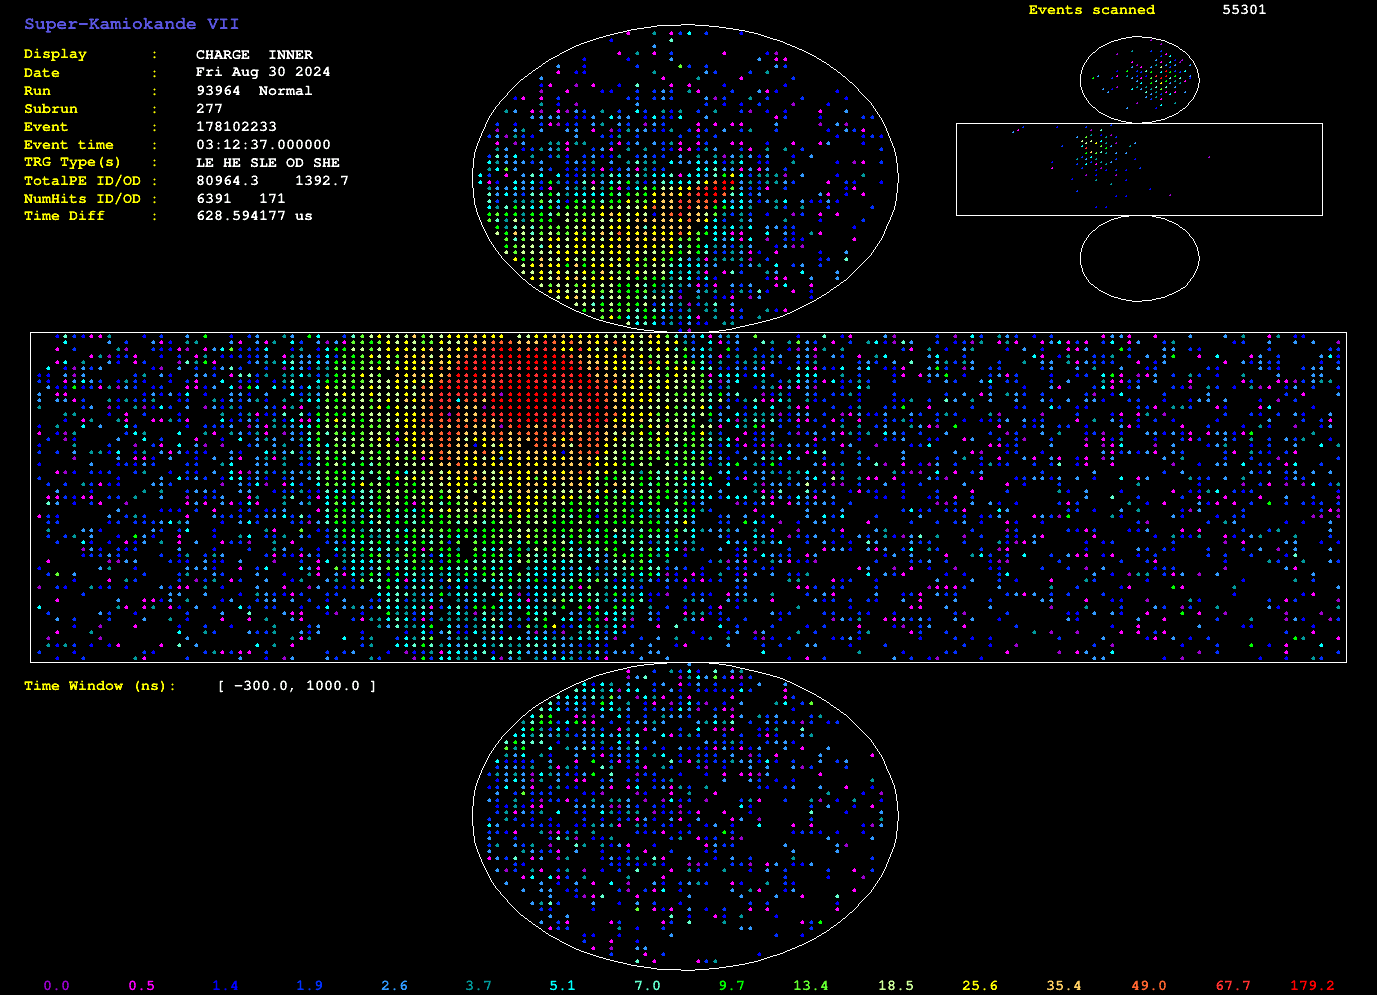 Super-Kamiokande VII
Events scanned 55301
Display : CHARGE INNER
Date : Fri Aug 30 2024
Run : 93964 Normal
Subrun : 277
Event : 178102233
Event time : 03:12:37.000000
TRG Type(s) : LE HE SLE OD SHE
TotalPE ID/OD : 80964.3 1392.7
NumHits ID/OD : 6391 171
Time Diff : 628.594177 us
Time Window (ns): [ -300.0, 1000.0 ]
0.0 0.5 1.4 1.9 2.6 3.7 5.1 7.0 9.7 13.4 18.5 25.6 35.4 49.0 67.7 179.2